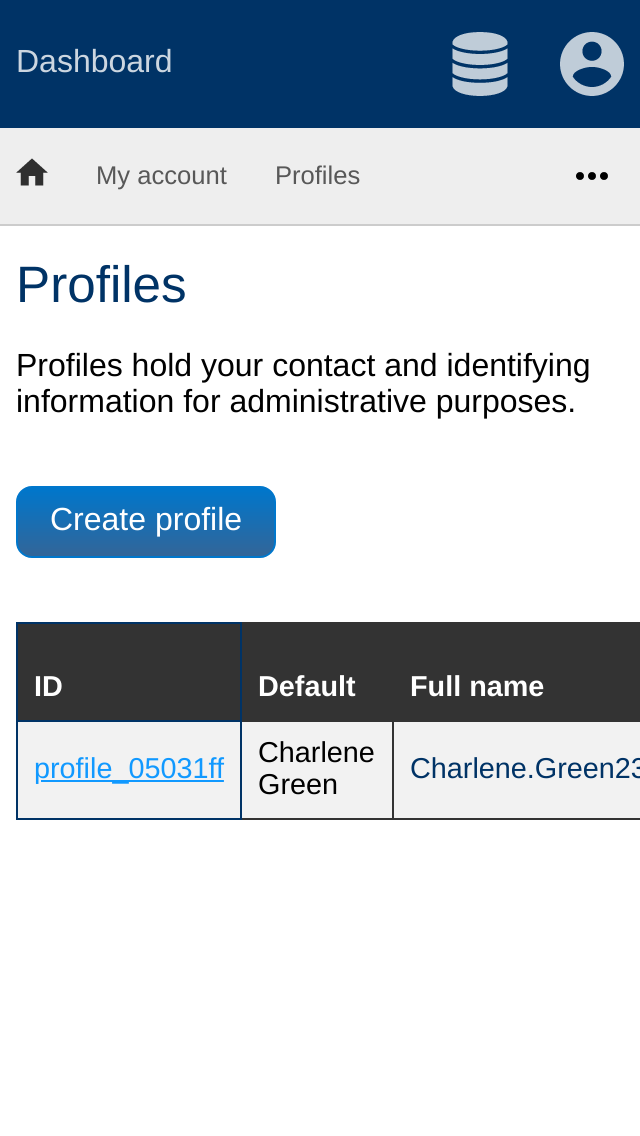 Dashboard
My account Profiles
Profiles
Profiles hold your contact and identifying
information for administrative purposes.
Create profile
ID Default Full name
profile_05031ff Charlene Green Charlene.Green23